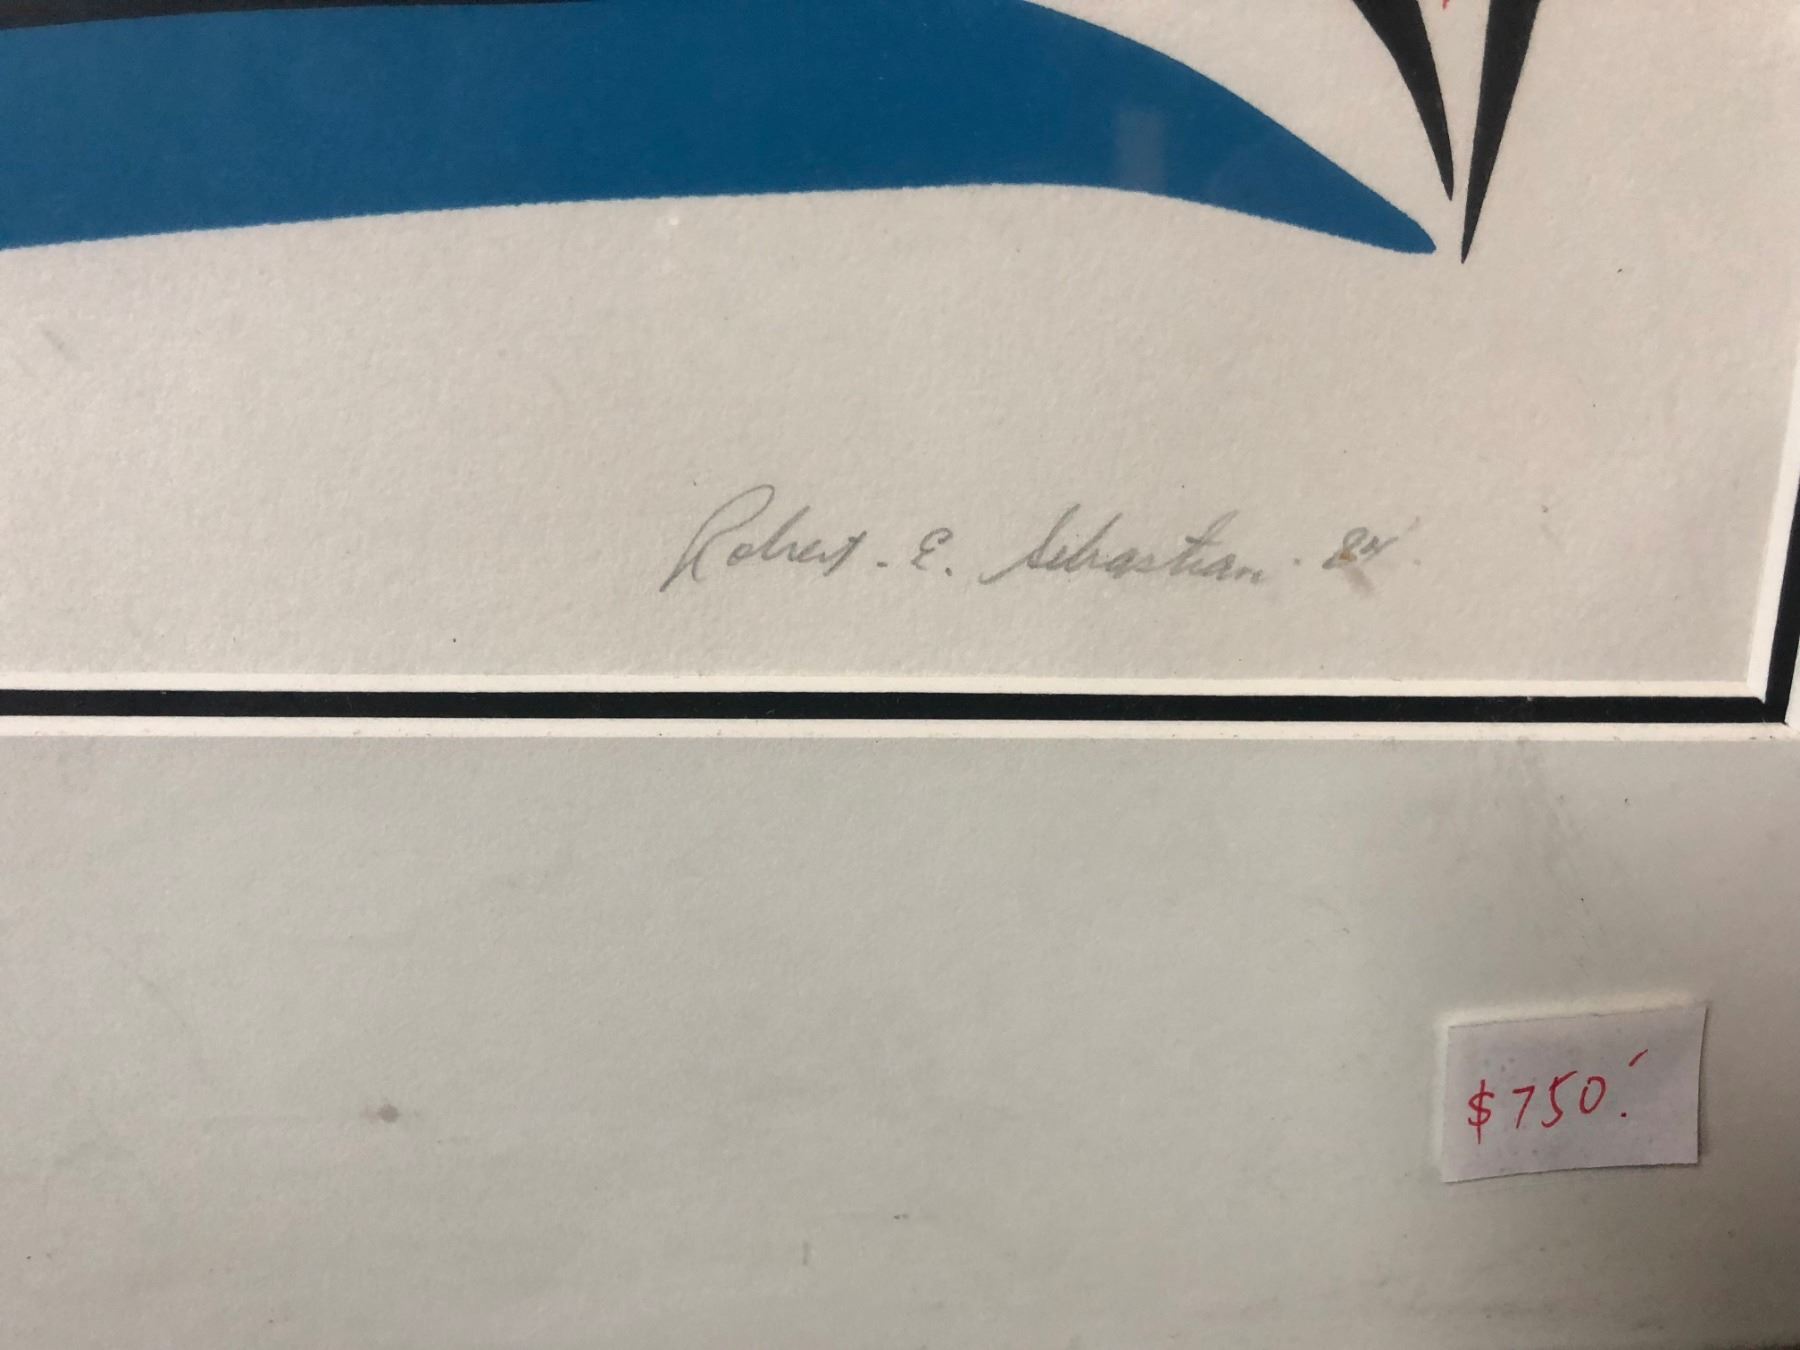 Robert . E. Sebastian . 84
$750.